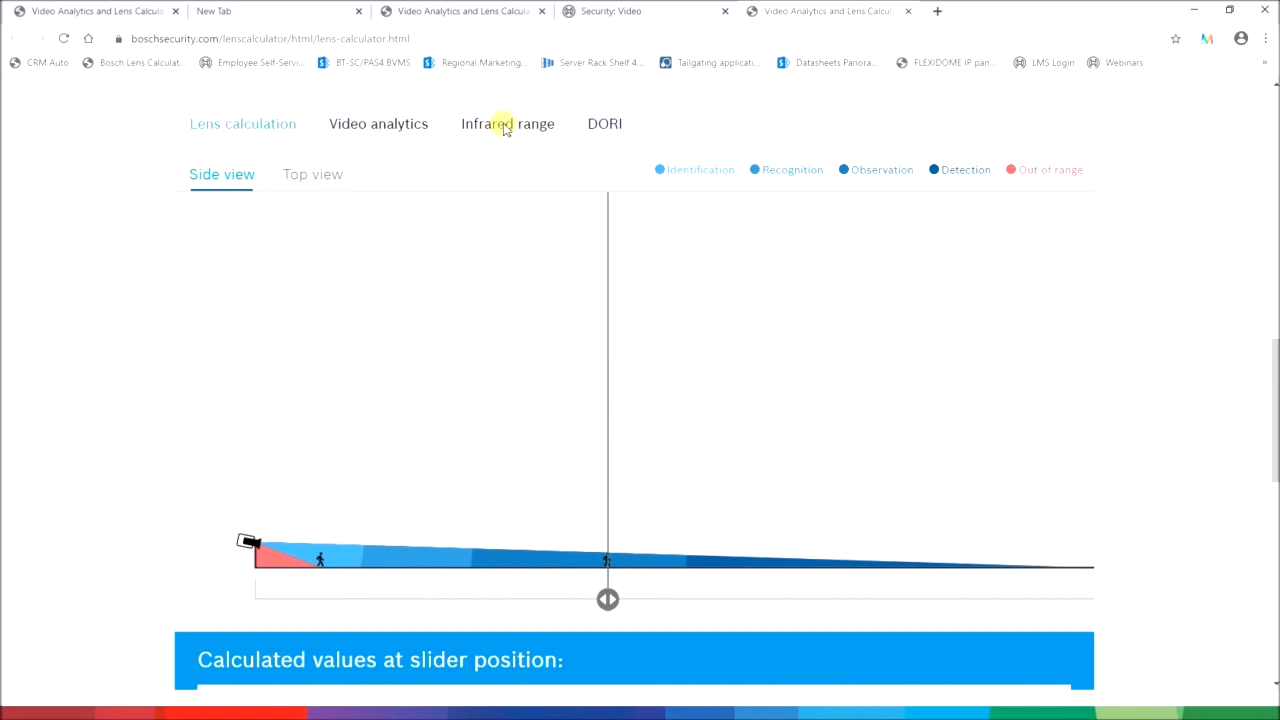 Video Analytics and Lens Calcula
New Tab
Video Analytics and Lens Calcula
Security: Video
Video Analytics and Lens Calcu
boschsecurity.com/lenscalculator/html/lens-calculator.html
CRM Auto
Bosch Lens Calculat...
Employee Self-Servi...
BT-SC/PAS4 BVMS
Regional Marketing...
Server Rack Shelf 4...
Tailgating applicati...
Datasheets Panora...
FLEXIDOME IP pan...
LMS Login
Webinars
Lens calculation
Video analytics
Infrared range
DORI
Side view
Top view
Identification
Recognition
Observation
Detection
Out of range
Calculated values at slider position: